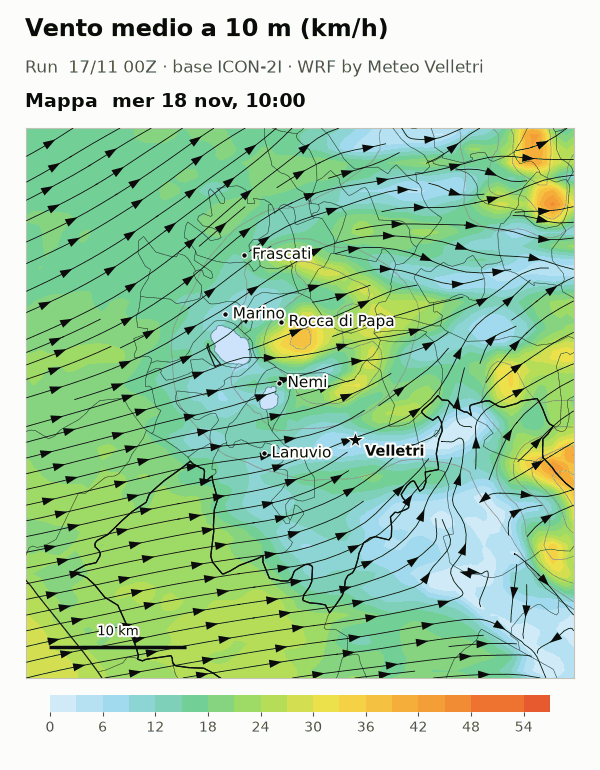 Vento medio a 10 m (km/h)
Run  17/11 00Z · base ICON-2I · WRF by Meteo Velletri
Mappa  mer 18 nov, 10:00
Frascati
Marino
Rocca di Papa
Nemi
Velletri
Lanuvio
10 km
0 6 12 18 24 30 36 42 48 54